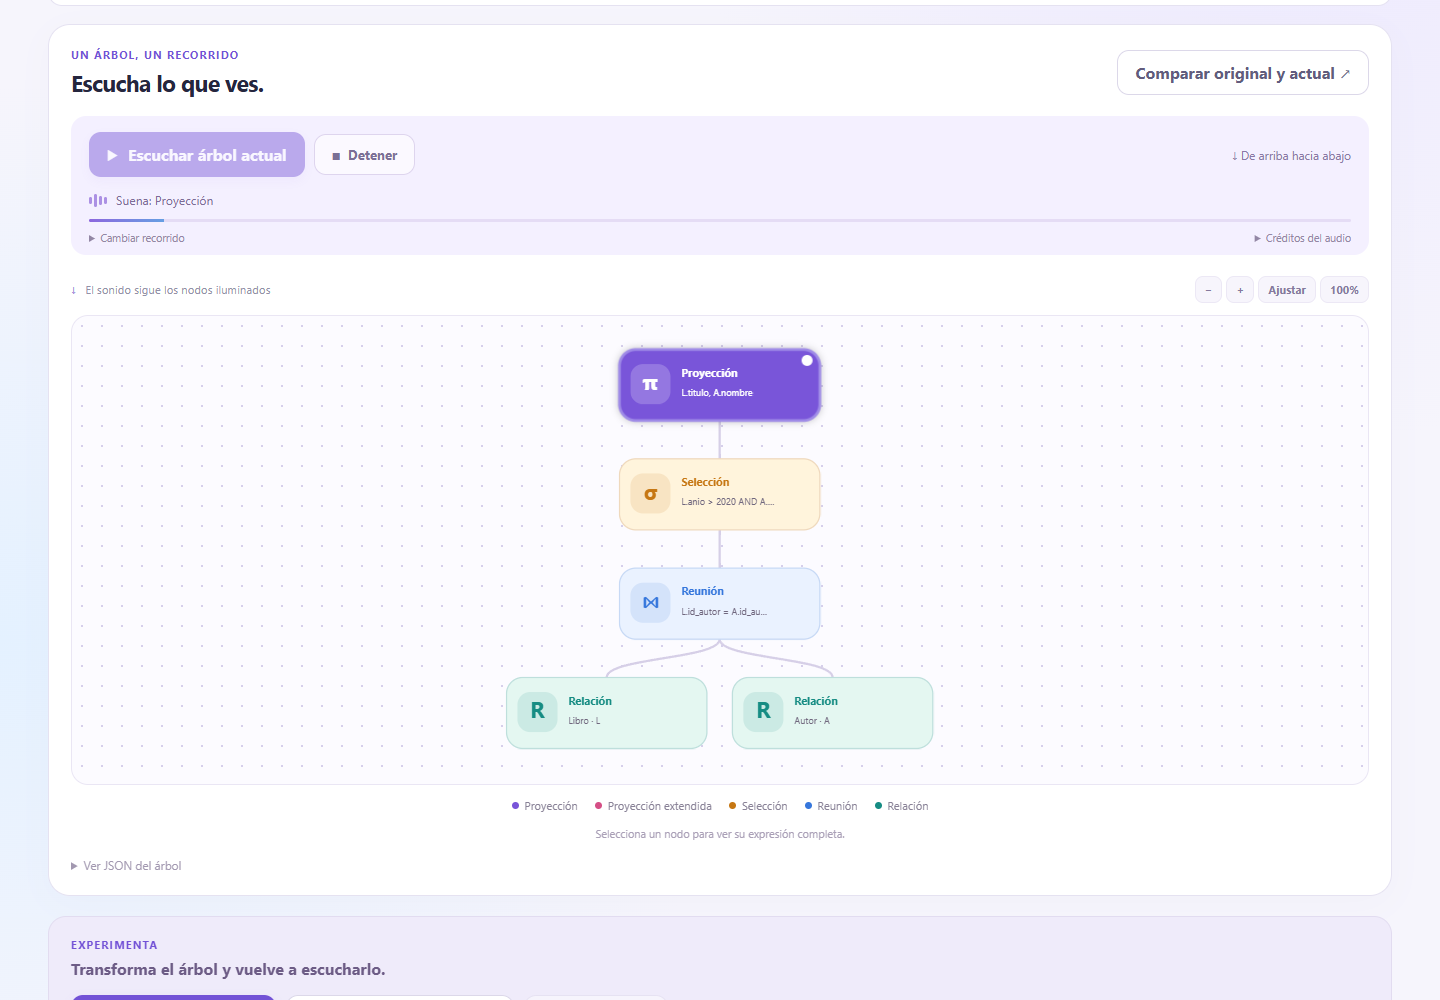 UN ÁRBOL, UN RECORRIDO
Escucha lo que ves.
Comparar original y actual ↗
▶ Escuchar árbol actual
■ Detener
↓ De arriba hacia abajo
Suena: Proyección
▶ Cambiar recorrido
▶ Créditos del audio
↓ El sonido sigue los nodos iluminados
−
+
Ajustar
100%
π
Proyección
L.titulo, A.nombre
σ
Selección
L.anio > 2020 AND A....
⋈
Reunión
L.id_autor = A.id_au...
R
Relación
Libro · L
R
Relación
Autor · A
Proyección
Proyección extendida
Selección
Reunión
Relación
Selecciona un nodo para ver su expresión completa.
▶ Ver JSON del árbol
EXPERIMENTA
Transforma el árbol y vuelve a escucharlo.